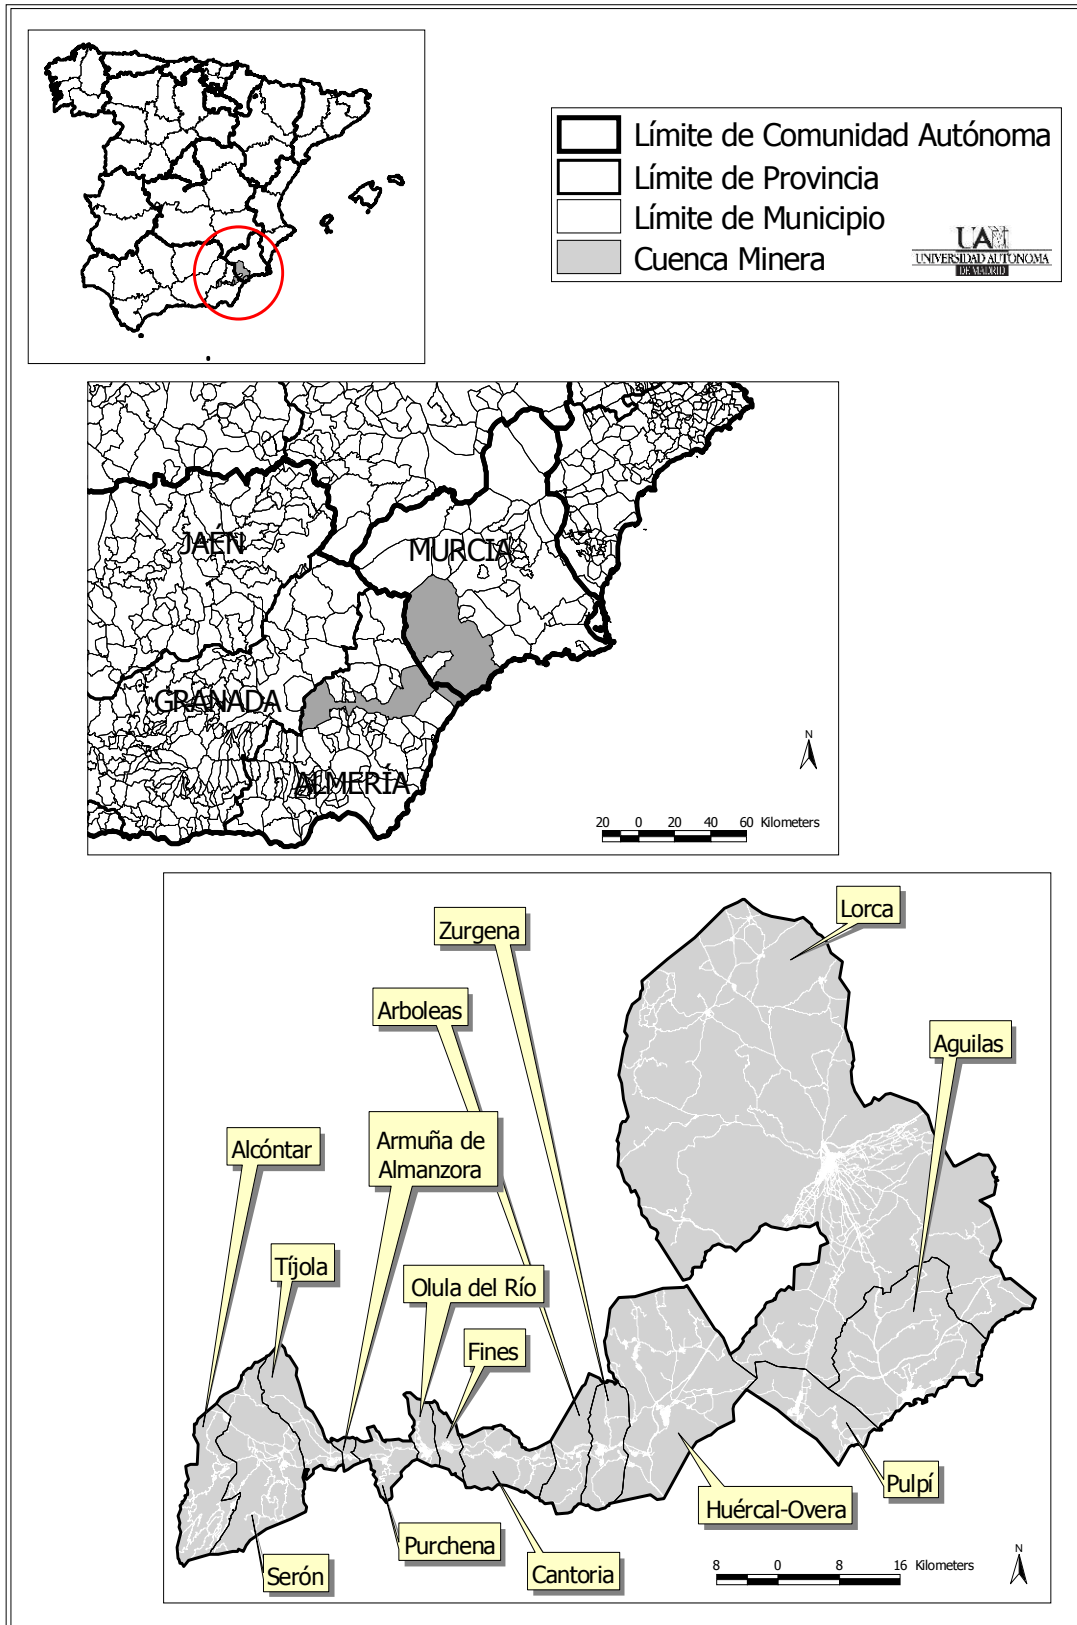 Límite de Comunidad Autónoma
Límite de Provincia
Límite de Municipio
Cuenca Minera
UAM
UNIVERSIDAD AUTONOMA
DE MADRID
JAÉN
MURCIA
GRANADA
ALMERÍA
N
20 0 20 40 60 Kilometers
Lorca
Zurgena
Arboleas
Aguilas
Armuña de
Almanzora
Alcóntar
Tíjola
Olula del Río
Fines
Pulpí
Huércal-Overa
Purchena
Cantoria
Serón
N
8 0 8 16 Kilometers